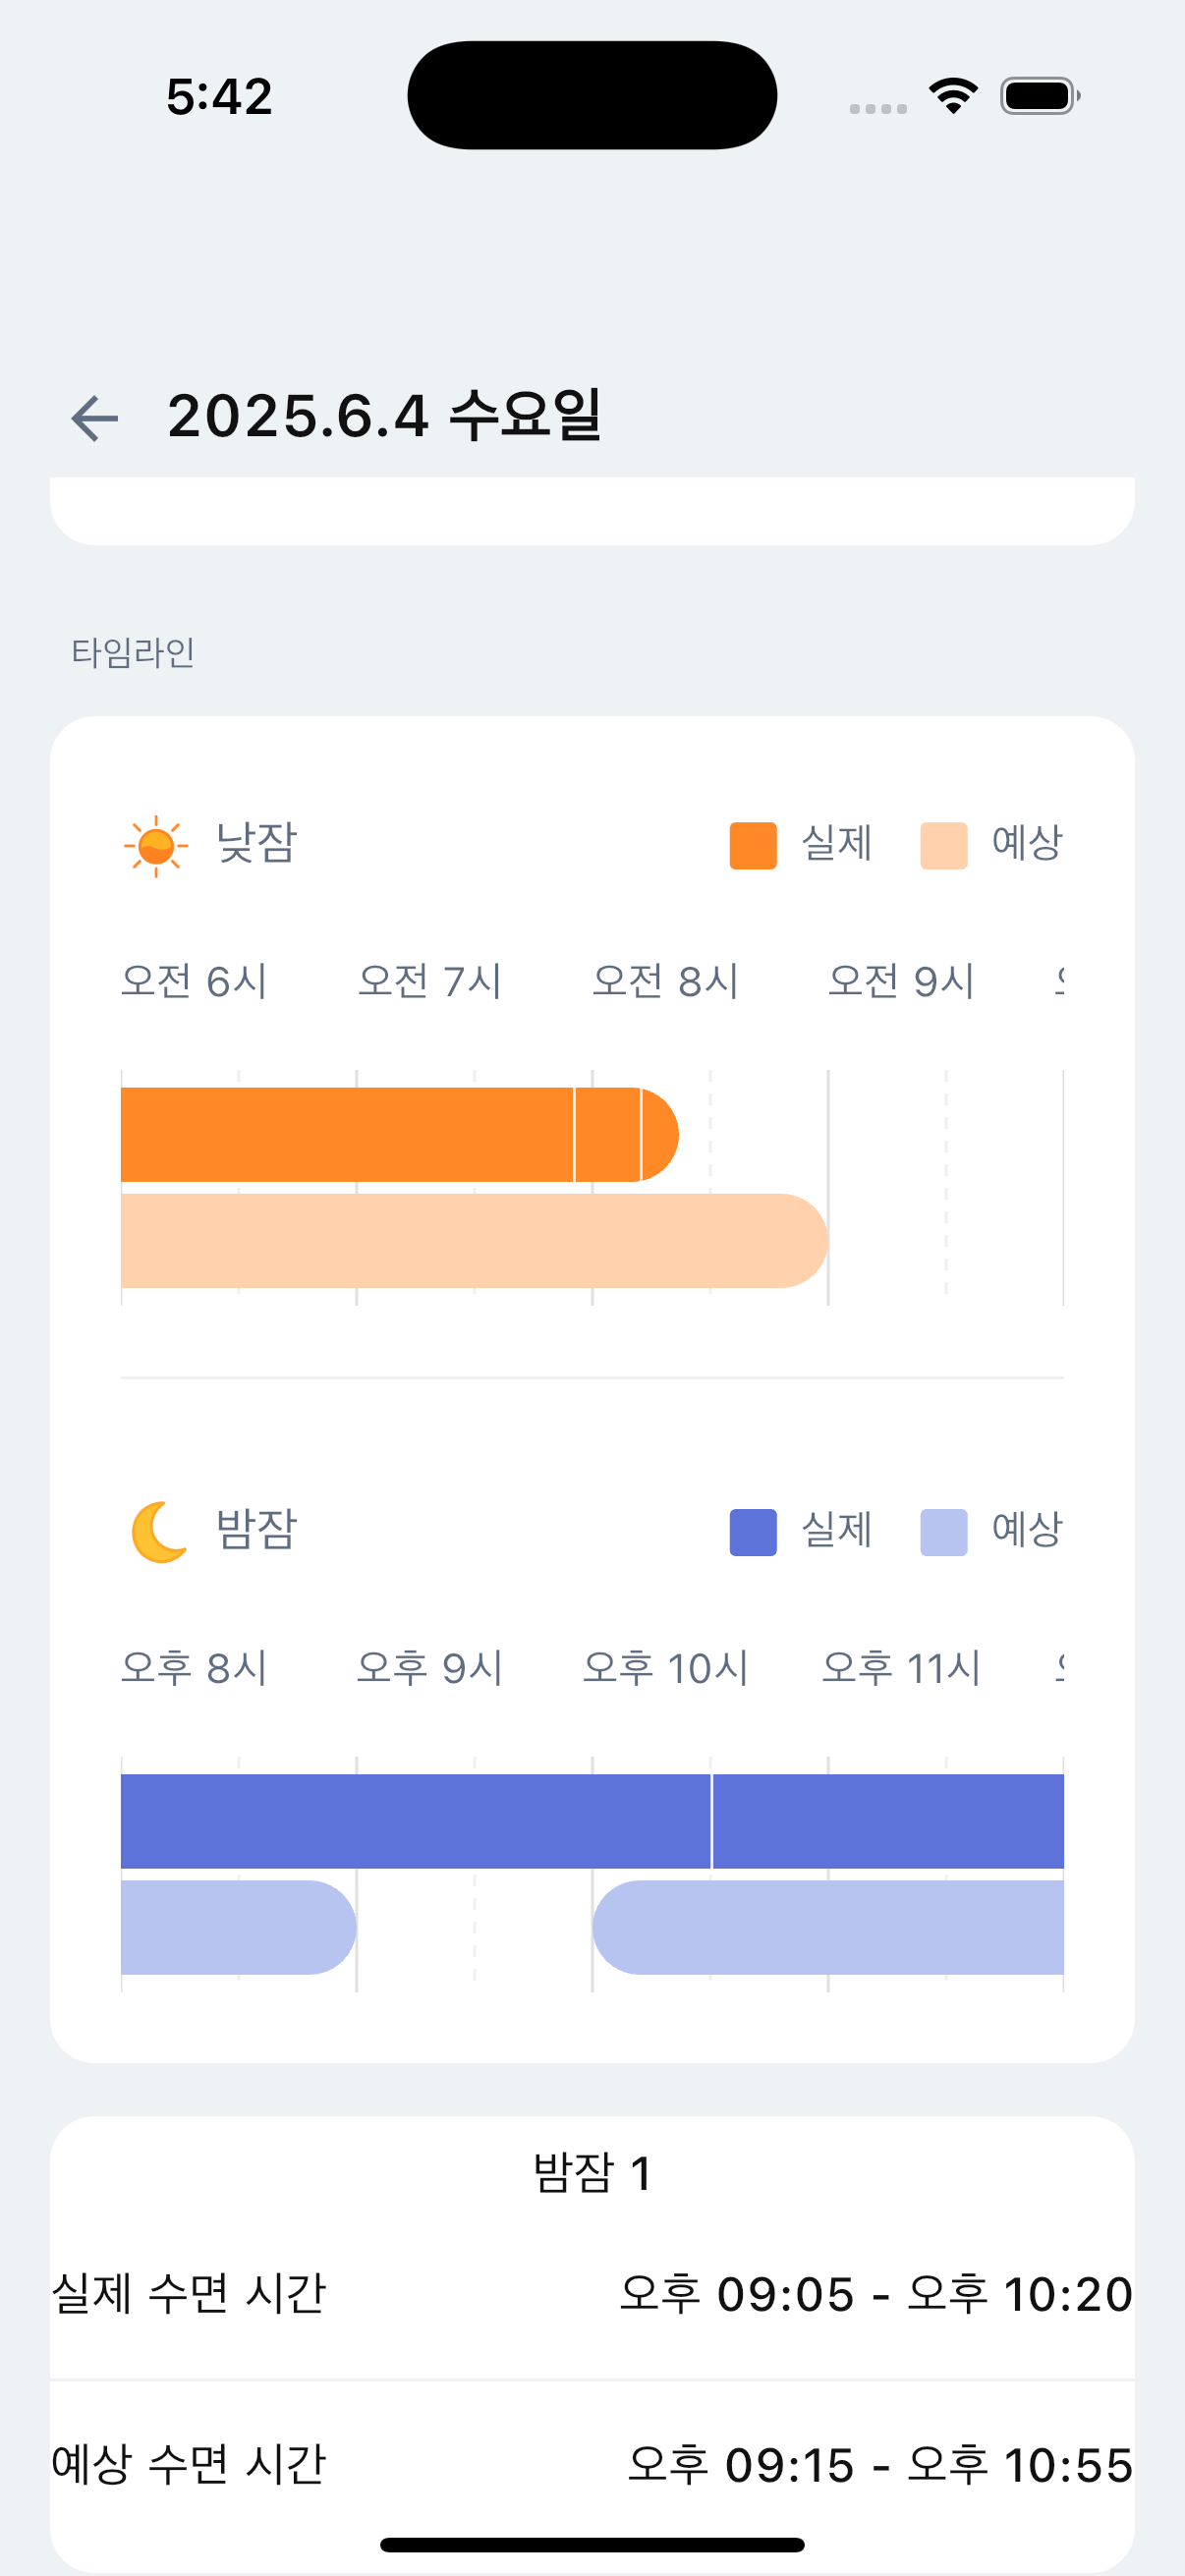 5:42
2025.6.4 수요일
타임라인
낮잠 실제 예상
오전 6시 오전 7시 오전 8시 오전 9시
밤잠 실제 예상
오후 8시 오후 9시 오후 10시 오후 11시
밤잠 1
실제 수면 시간 오후 09:05 - 오후 10:20
예상 수면 시간 오후 09:15 - 오후 10:55